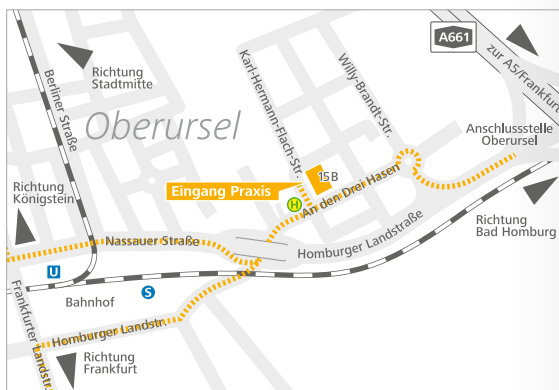 A661
zur A5/Frankfurt
Richtung
Stadtmitte
Berliner Straße
Karl-Hermann-Flach-Str.
Willy-Brandt-Str.
Oberursel
Anschlussstelle
Oberursel
15B
Eingang Praxis
H
An den Drei Hasen
Richtung
Königstein
Richtung
Bad Homburg
Nassauer Straße
Homburger Landstraße
U
S
Bahnhof
Frankfurter Landstr.
Homburger Landstr.
Richtung
Frankfurt